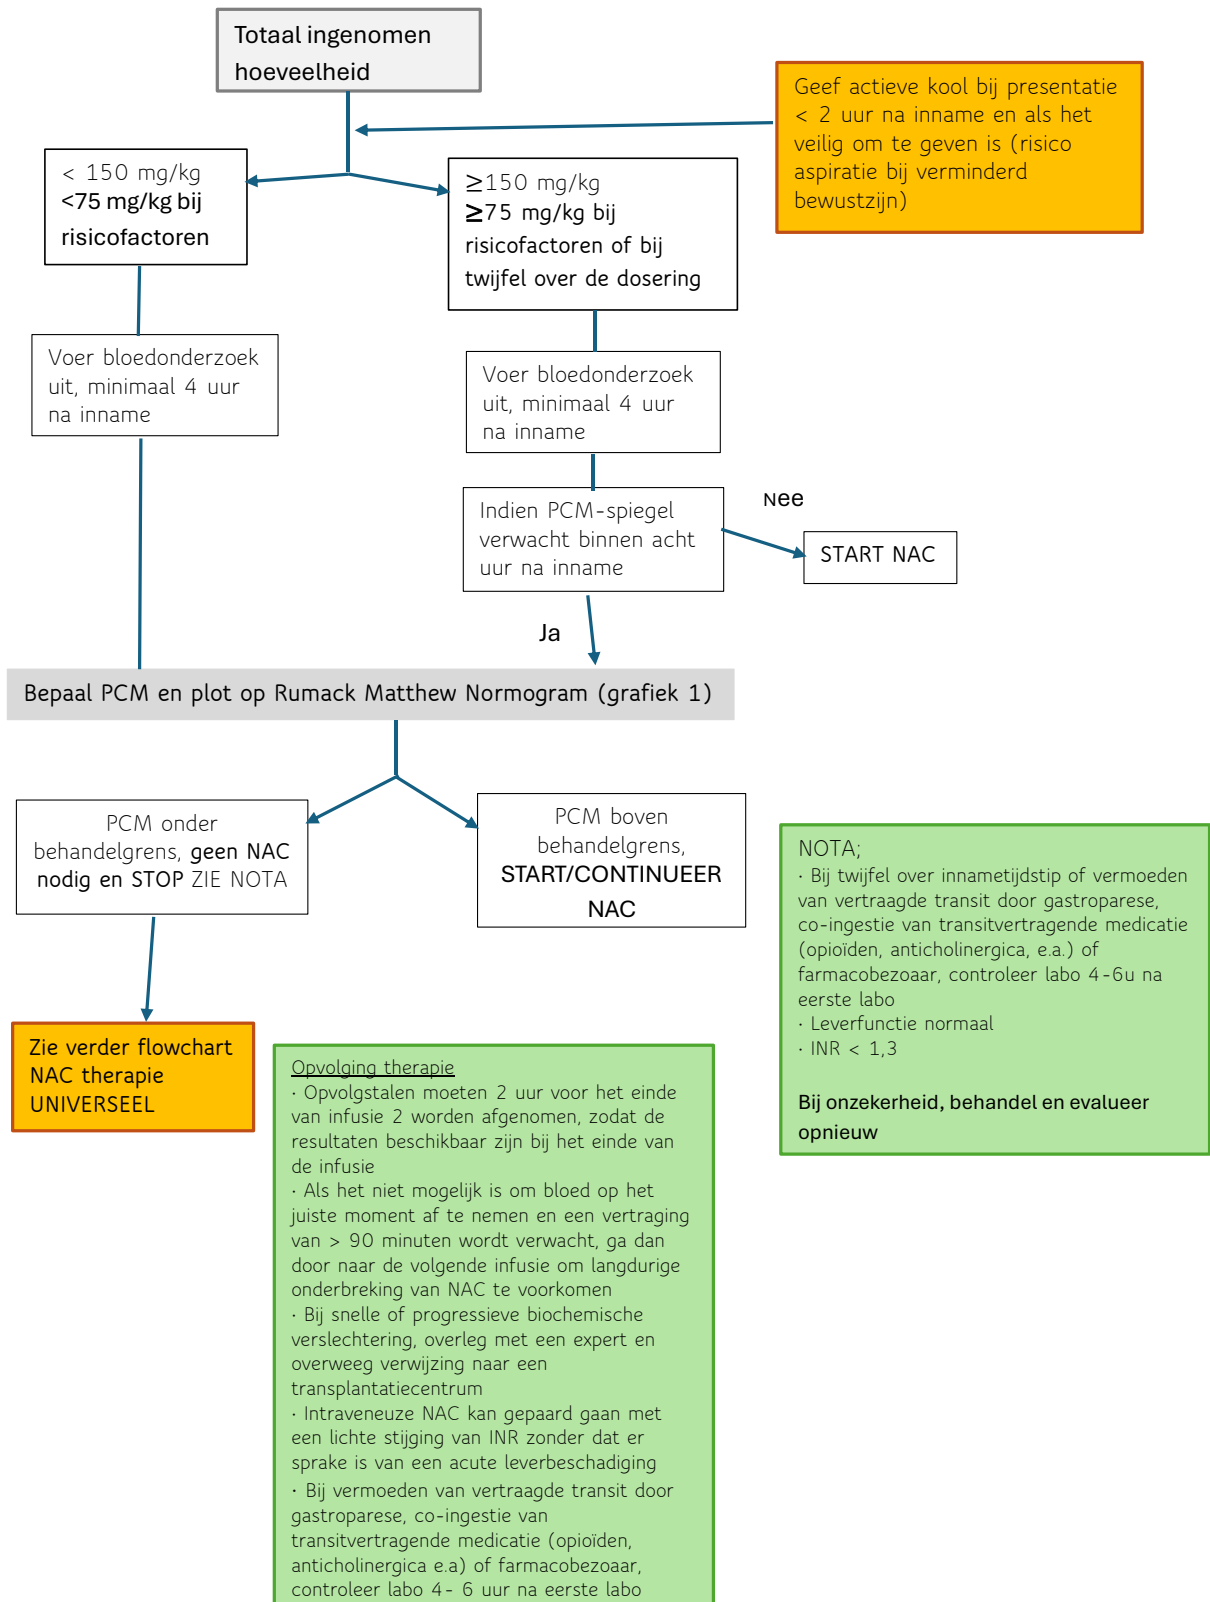 Totaal ingenomen
hoeveelheid
Geef actieve kool bij presentatie
< 2 uur na inname en als het
veilig om te geven is (risico
aspiratie bij verminderd
bewustzijn)
< 150 mg/kg
<75 mg/kg bij
risicofactoren
≥150 mg/kg
≥75 mg/kg bij
risicofactoren of bij
twijfel over de dosering
Voer bloedonderzoek
uit, minimaal 4 uur
na inname
Voer bloedonderzoek
uit, minimaal 4 uur
na inname
Indien PCM-spiegel
verwacht binnen acht
uur na inname
Nee
START NAC
Ja
Bepaal PCM en plot op Rumack Matthew Normogram (grafiek 1)
PCM onder
behandelgrens, geen NAC
nodig en STOP ZIE NOTA
PCM boven
behandelgrens,
START/CONTINUEER
NAC
NOTA;
· Bij twijfel over innametijdstip of vermoeden
van vertraagde transit door gastroparese,
co-ingestie van transitvertragende medicatie
(opioïden, anticholinergica, e.a.) of
farmacobezoaar, controleer labo 4-6u na
eerste labo
· Leverfunctie normaal
· INR < 1,3
Bij onzekerheid, behandel en evalueer
opnieuw
Zie verder flowchart
NAC therapie
UNIVERSEEL
Opvolging therapie
· Opvolgstalen moeten 2 uur voor het einde
van infusie 2 worden afgenomen, zodat de
resultaten beschikbaar zijn bij het einde van
de infusie
· Als het niet mogelijk is om bloed op het
juiste moment af te nemen en een vertraging
van > 90 minuten wordt verwacht, ga dan
door naar de volgende infusie om langdurige
onderbreking van NAC te voorkomen
· Bij snelle of progressieve biochemische
verslechtering, overleg met een expert en
overweeg verwijzing naar een
transplantatiecentrum
· Intraveneuze NAC kan gepaard gaan met
een lichte stijging van INR zonder dat er
sprake is van een acute leverbeschadiging
· Bij vermoeden van vertraagde transit door
gastroparese, co-ingestie van
transitvertragende medicatie (opioïden,
anticholinergica e.a) of farmacobezoaar,
controleer labo 4- 6 uur na eerste labo